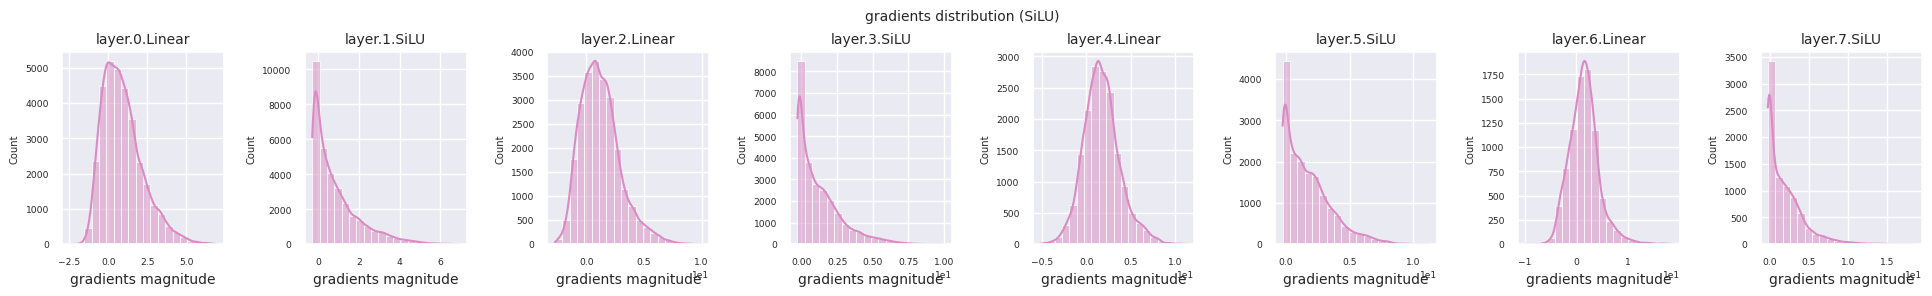 gradients distribution (SiLU)
layer.0.Linear
Count
5000
4000
3000
2000
1000
0
−2.5 0.0 2.5 5.0
gradients magnitude
layer.1.SiLU
Count
10000
8000
6000
4000
2000
0
0 2 4 6
gradients magnitude
layer.2.Linear
Count
4000
3500
3000
2500
2000
1500
1000
500
0
0.0 0.5 1.0
1e1
gradients magnitude
layer.3.SiLU
Count
8000
7000
6000
5000
4000
3000
2000
1000
0
0.00 0.25 0.50 0.75 1.00
1e1
gradients magnitude
layer.4.Linear
Count
3000
2500
2000
1500
1000
500
0
−0.5 0.0 0.5 1.0
1e1
gradients magnitude
layer.5.SiLU
Count
4000
3000
2000
1000
0
0.0 0.5 1.0
1e1
gradients magnitude
layer.6.Linear
Count
1750
1500
1250
1000
750
500
250
0
−1 0 1
1e1
gradients magnitude
layer.7.SiLU
Count
3500
3000
2500
2000
1500
1000
500
0
0.0 0.5 1.0 1.5
1e1
gradients magnitude